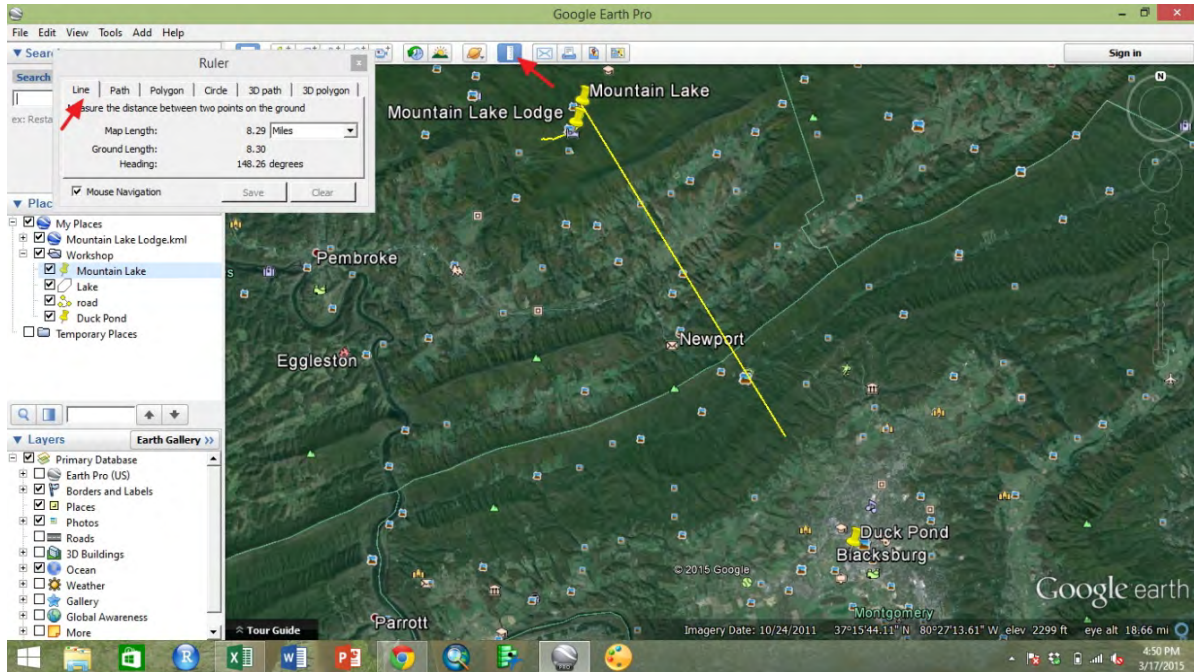 Google Earth Pro
File Edit View Tools Add Help
Sign in
Search
ex: Resta
Ruler
Line Path Polygon Circle 3D path 3D polygon
the distance between two points on the ground
Map Length: 8.29 Miles
Ground Length: 8.30
Heading: 148.26 degrees
Mouse Navigation Save Clear
My Places
Mountain Lake Lodge.kml
Workshop
Mountain Lake
Lake
road
Duck Pond
Temporary Places
Layers Earth Gallery >>
Primary Database
Earth Pro (US)
Borders and Labels
Places
Photos
Roads
3D Buildings
Ocean
Weather
Gallery
Global Awareness
More
Mountain Lake
Mountain Lake Lodge
N
Pembroke
S
Newport
Eggleston
Duck Pond
Blacksburg
© 2015 Google
Google earth
Montgomery
Parrott
Tour Guide
Imagery Date: 10/24/2011 37°15'44.11" N 80°27'13.61" W elev 2299 ft eye alt 18.66 mi
PRO
4:50 PM
3/17/2015